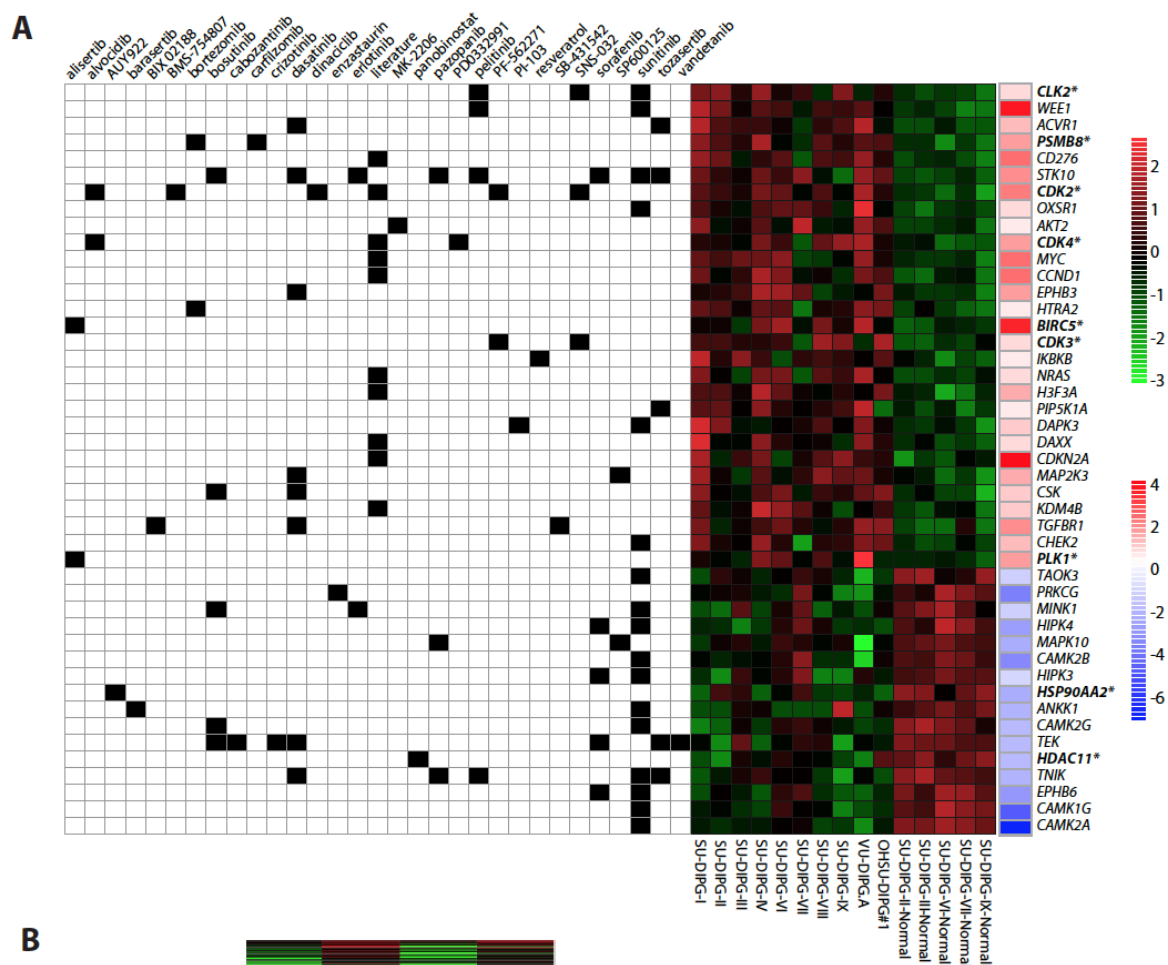 A
alisertib
alvocidib
AUY922
barasertib
BIX 02188
BMS-754807
bortezomib
bosutinib
cabozantinib
carfilzomib
crizotinib
dasatinib
dinaciclib
enzastaurin
erlotinib
literature
MK-2206
panobinostat
pazopanib
PD0332991
pelitinib
PF-562271
PI-103
resveratrol
SB-431542
SNS-032
sorafenib
SP600125
sunitinib
tozasertib
vandetanib
CLK2*
WEE1
ACVR1
PSMB8*
CD276
STK10
CDK2*
OXSR1
AKT2
CDK4*
MYC
CCND1
EPHB3
HTRA2
BIRC5*
CDK3*
IKBKB
NRAS
H3F3A
PIP5K1A
DAPK3
DAXX
CDKN2A
MAP2K3
CSK
KDM4B
TGFBR1
CHEK2
PLK1*
TAOK3
PRKCG
MINK1
HIPK4
MAPK10
CAMK2B
HIPK3
HSP90AA2*
ANKK1
CAMK2G
TEK
HDAC11*
TNIK
EPHB6
CAMK1G
CAMK2A
2
1
0
-1
-2
-3
4
2
0
-2
-4
-6
SU-DIPG-I
SU-DIPG-II
SU-DIPG-III
SU-DIPG-IV
SU-DIPG-VI
SU-DIPG-VII
SU-DIPG-VIII
SU-DIPG-IX
VU-DIPG.A
OHSU-DIPG#1
SU-DIPG-II-Normal
SU-DIPG-III-Normal
SU-DIPG-VI-Normal
SU-DIPG-VII-Normal
SU-DIPG-IX-Normal
B